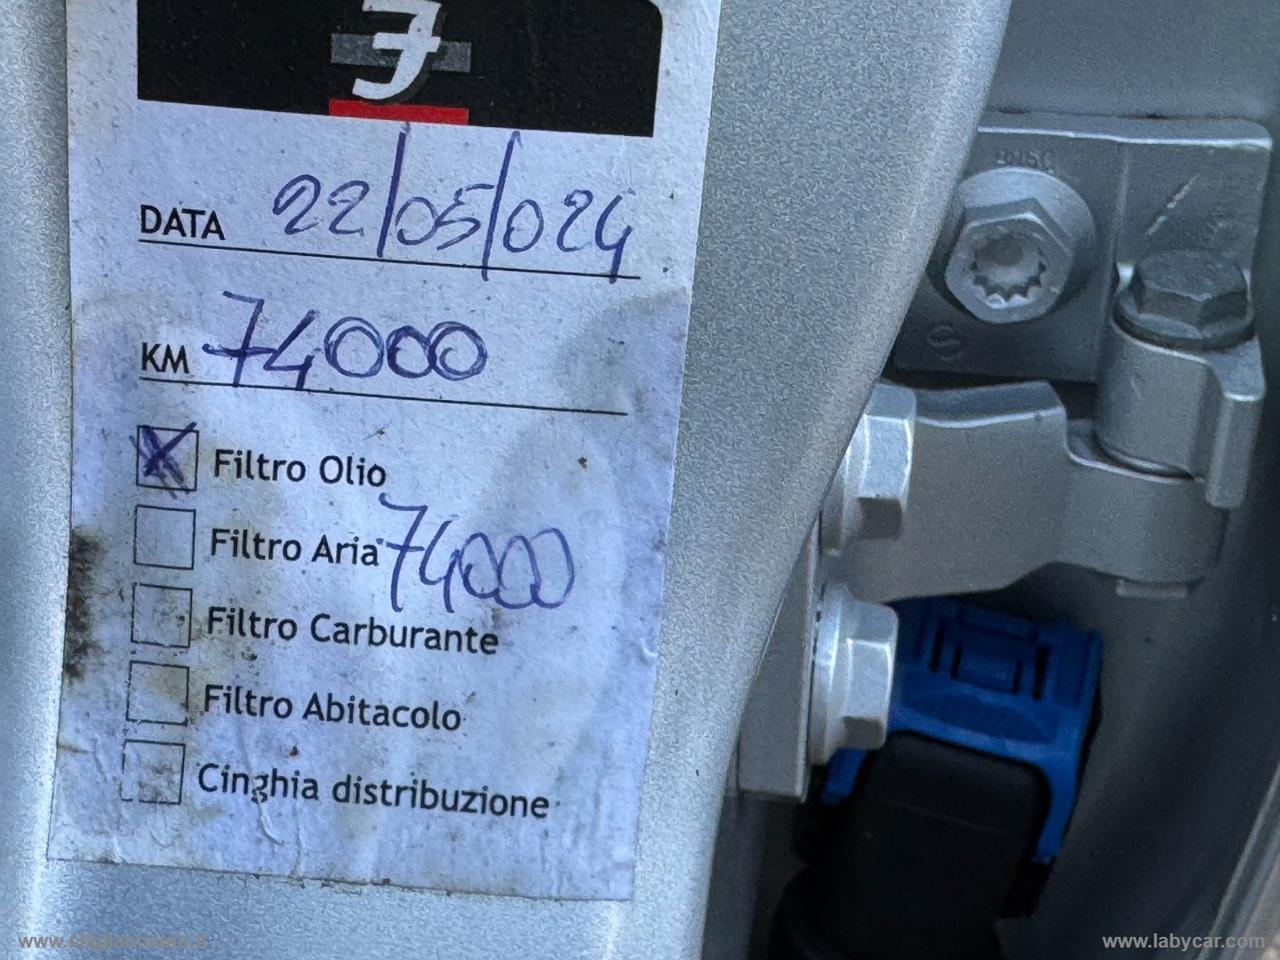 DATA 22/05/024
KM 74000
X Filtro Olio
Filtro Aria 74000
Filtro Carburante
Filtro Abitacolo
Cinghia distribuzione
www.labycar.com